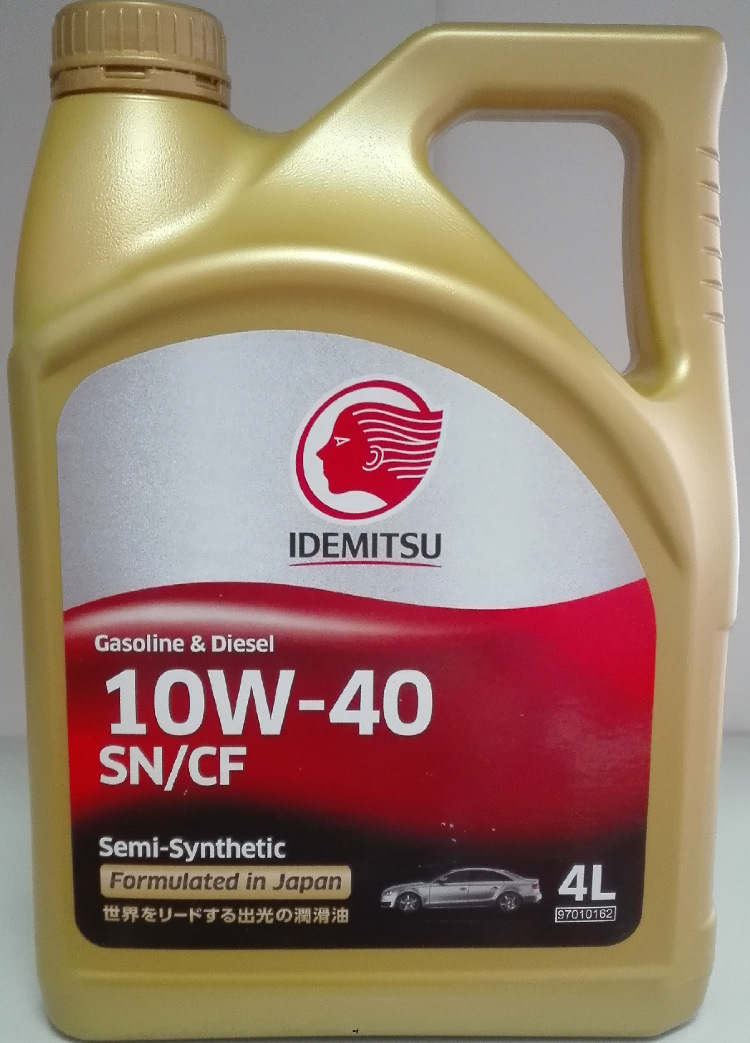 IDEMITSU
Gasoline & Diesel
10W-40
SN/CF
Semi-Synthetic
Formulated in Japan
世界をリードする出光の潤滑油
4L
97010162